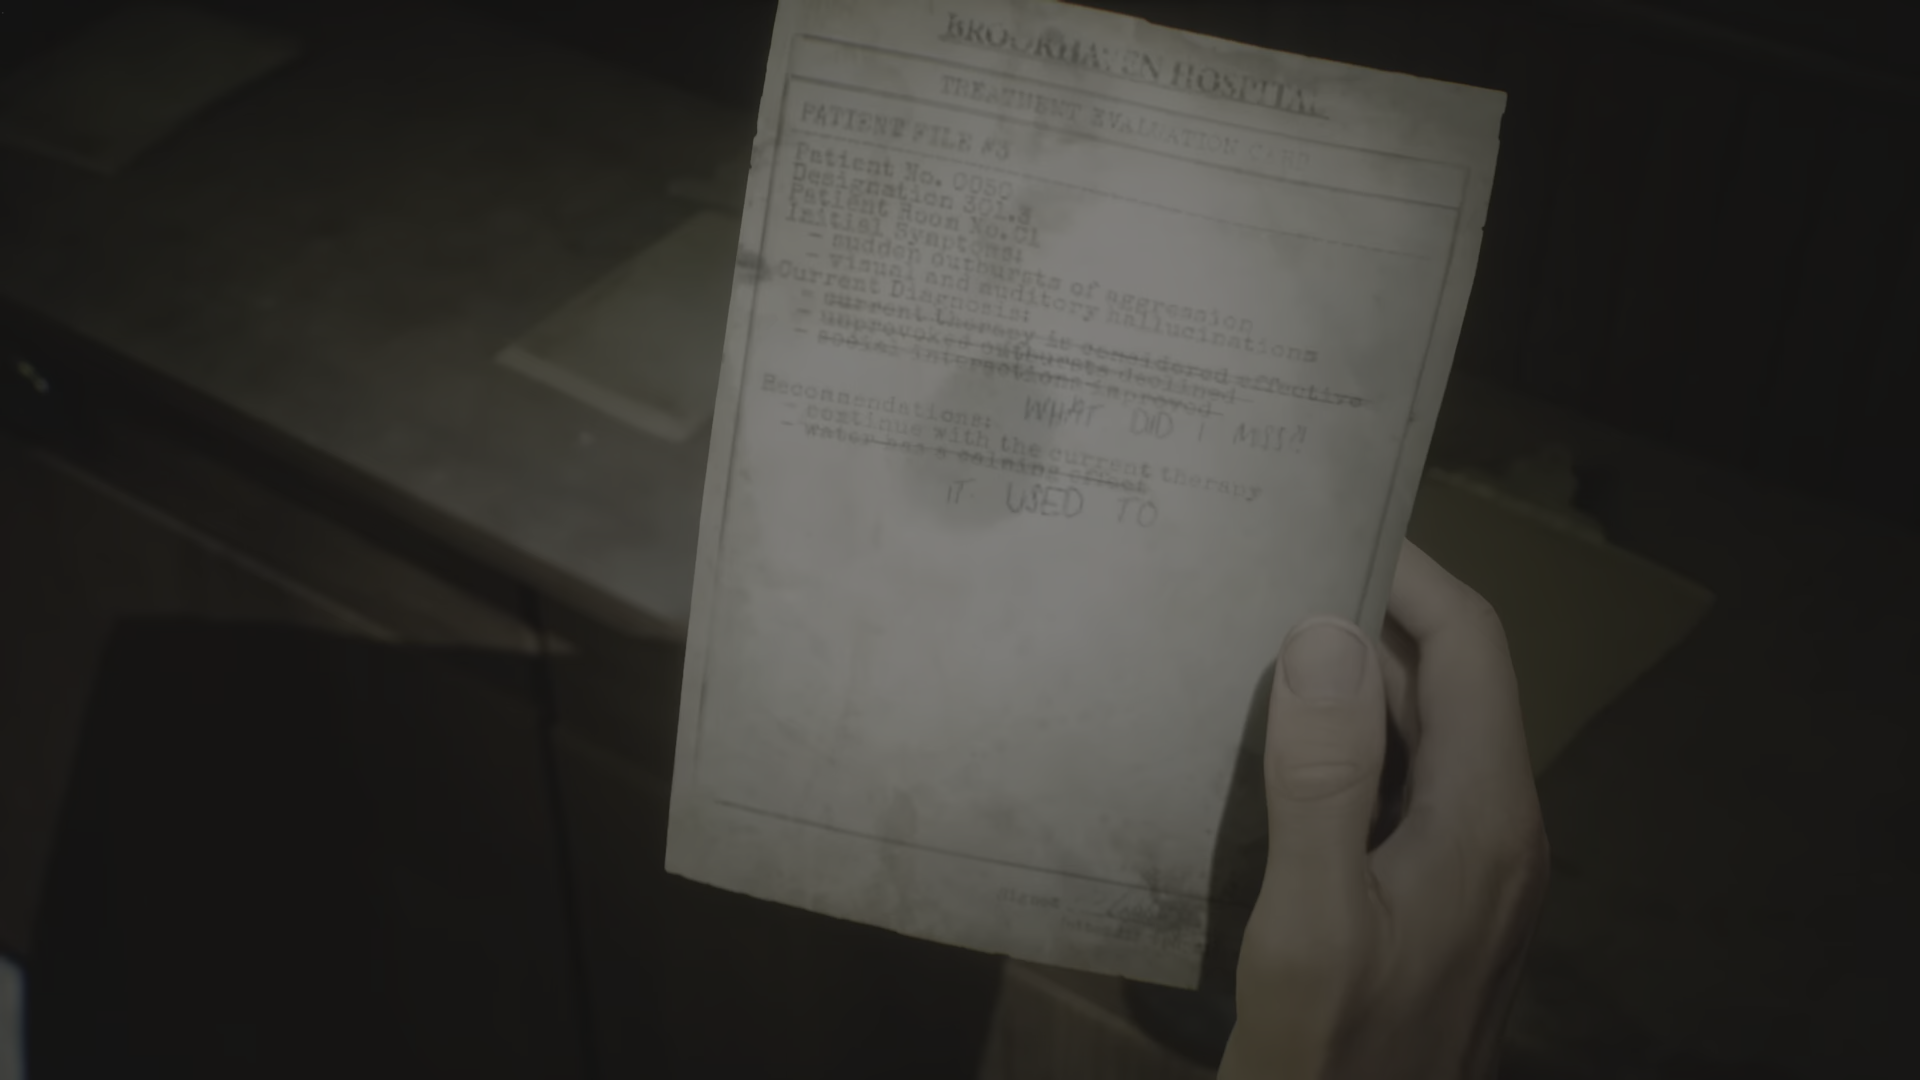 BROOKHAVEN HOSPITAL
TREATMENT EVALUATION CARD
PATIENT FILE #3
Patient No. 0050
Designation 301.3
Patient Room No.C1
Initial Symptoms:
- sudden outbursts of aggression
- visual and auditory hallucinations
Current Diagnosis:
- current therapy is considered effective
- unprovoked outbursts declined
- social interactions improved
WHAT DID I MISS
Recommendations:
- continue with the current therapy
- water has a calming effect
IT USED TO